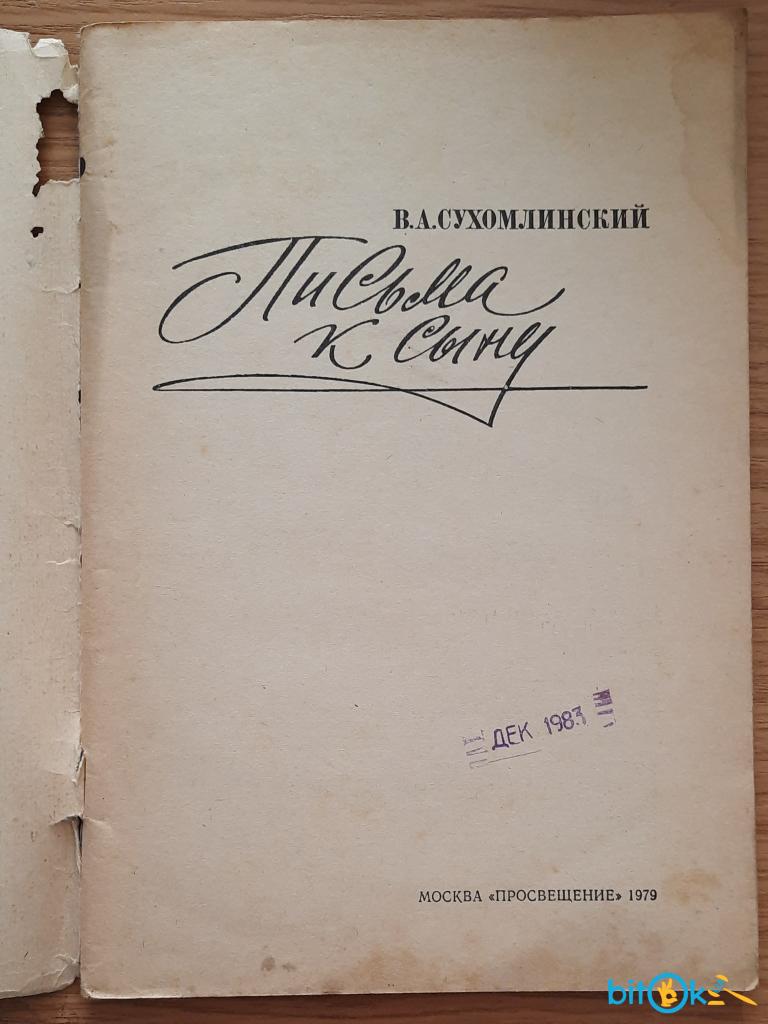 В.А.СУХОМЛИНСКИЙ
Письма
к сыну
ДЕК 1983
МОСКВА «ПРОСВЕЩЕНИЕ» 1979
bitOk